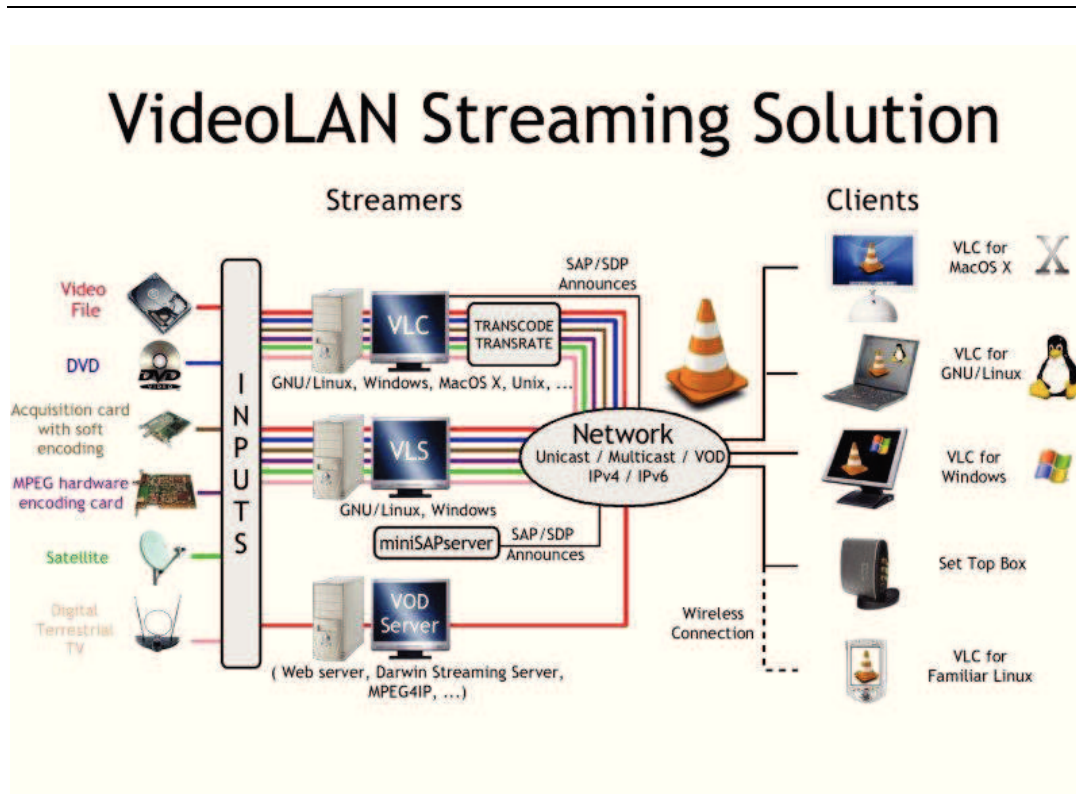 VideoLAN Streaming Solution
Streamers
Clients
Video
File
DVD
DVD
VIDEO
Acquisition card
with soft
encoding
MPEG hardware
encoding card
Satellite
Digital
Terrestrial
TV
INPUTS
VLC
TRANSCODE
TRANSRATE
SAP/SDP
Announces
GNU/Linux, Windows, MacOS X, Unix, ...
VLS
GNU/Linux, Windows
miniSAPserver
SAP/SDP
Announces
VOD
Server
( Web server, Darwin Streaming Server,
MPEG4IP, ...)
Network
Unicast / Multicast / VOD
IPv4 / IPv6
Wireless
Connection
VLC for
MacOS X
X
VLC for
GNU/Linux
VLC for
Windows
Set Top Box
VLC for
Familiar Linux